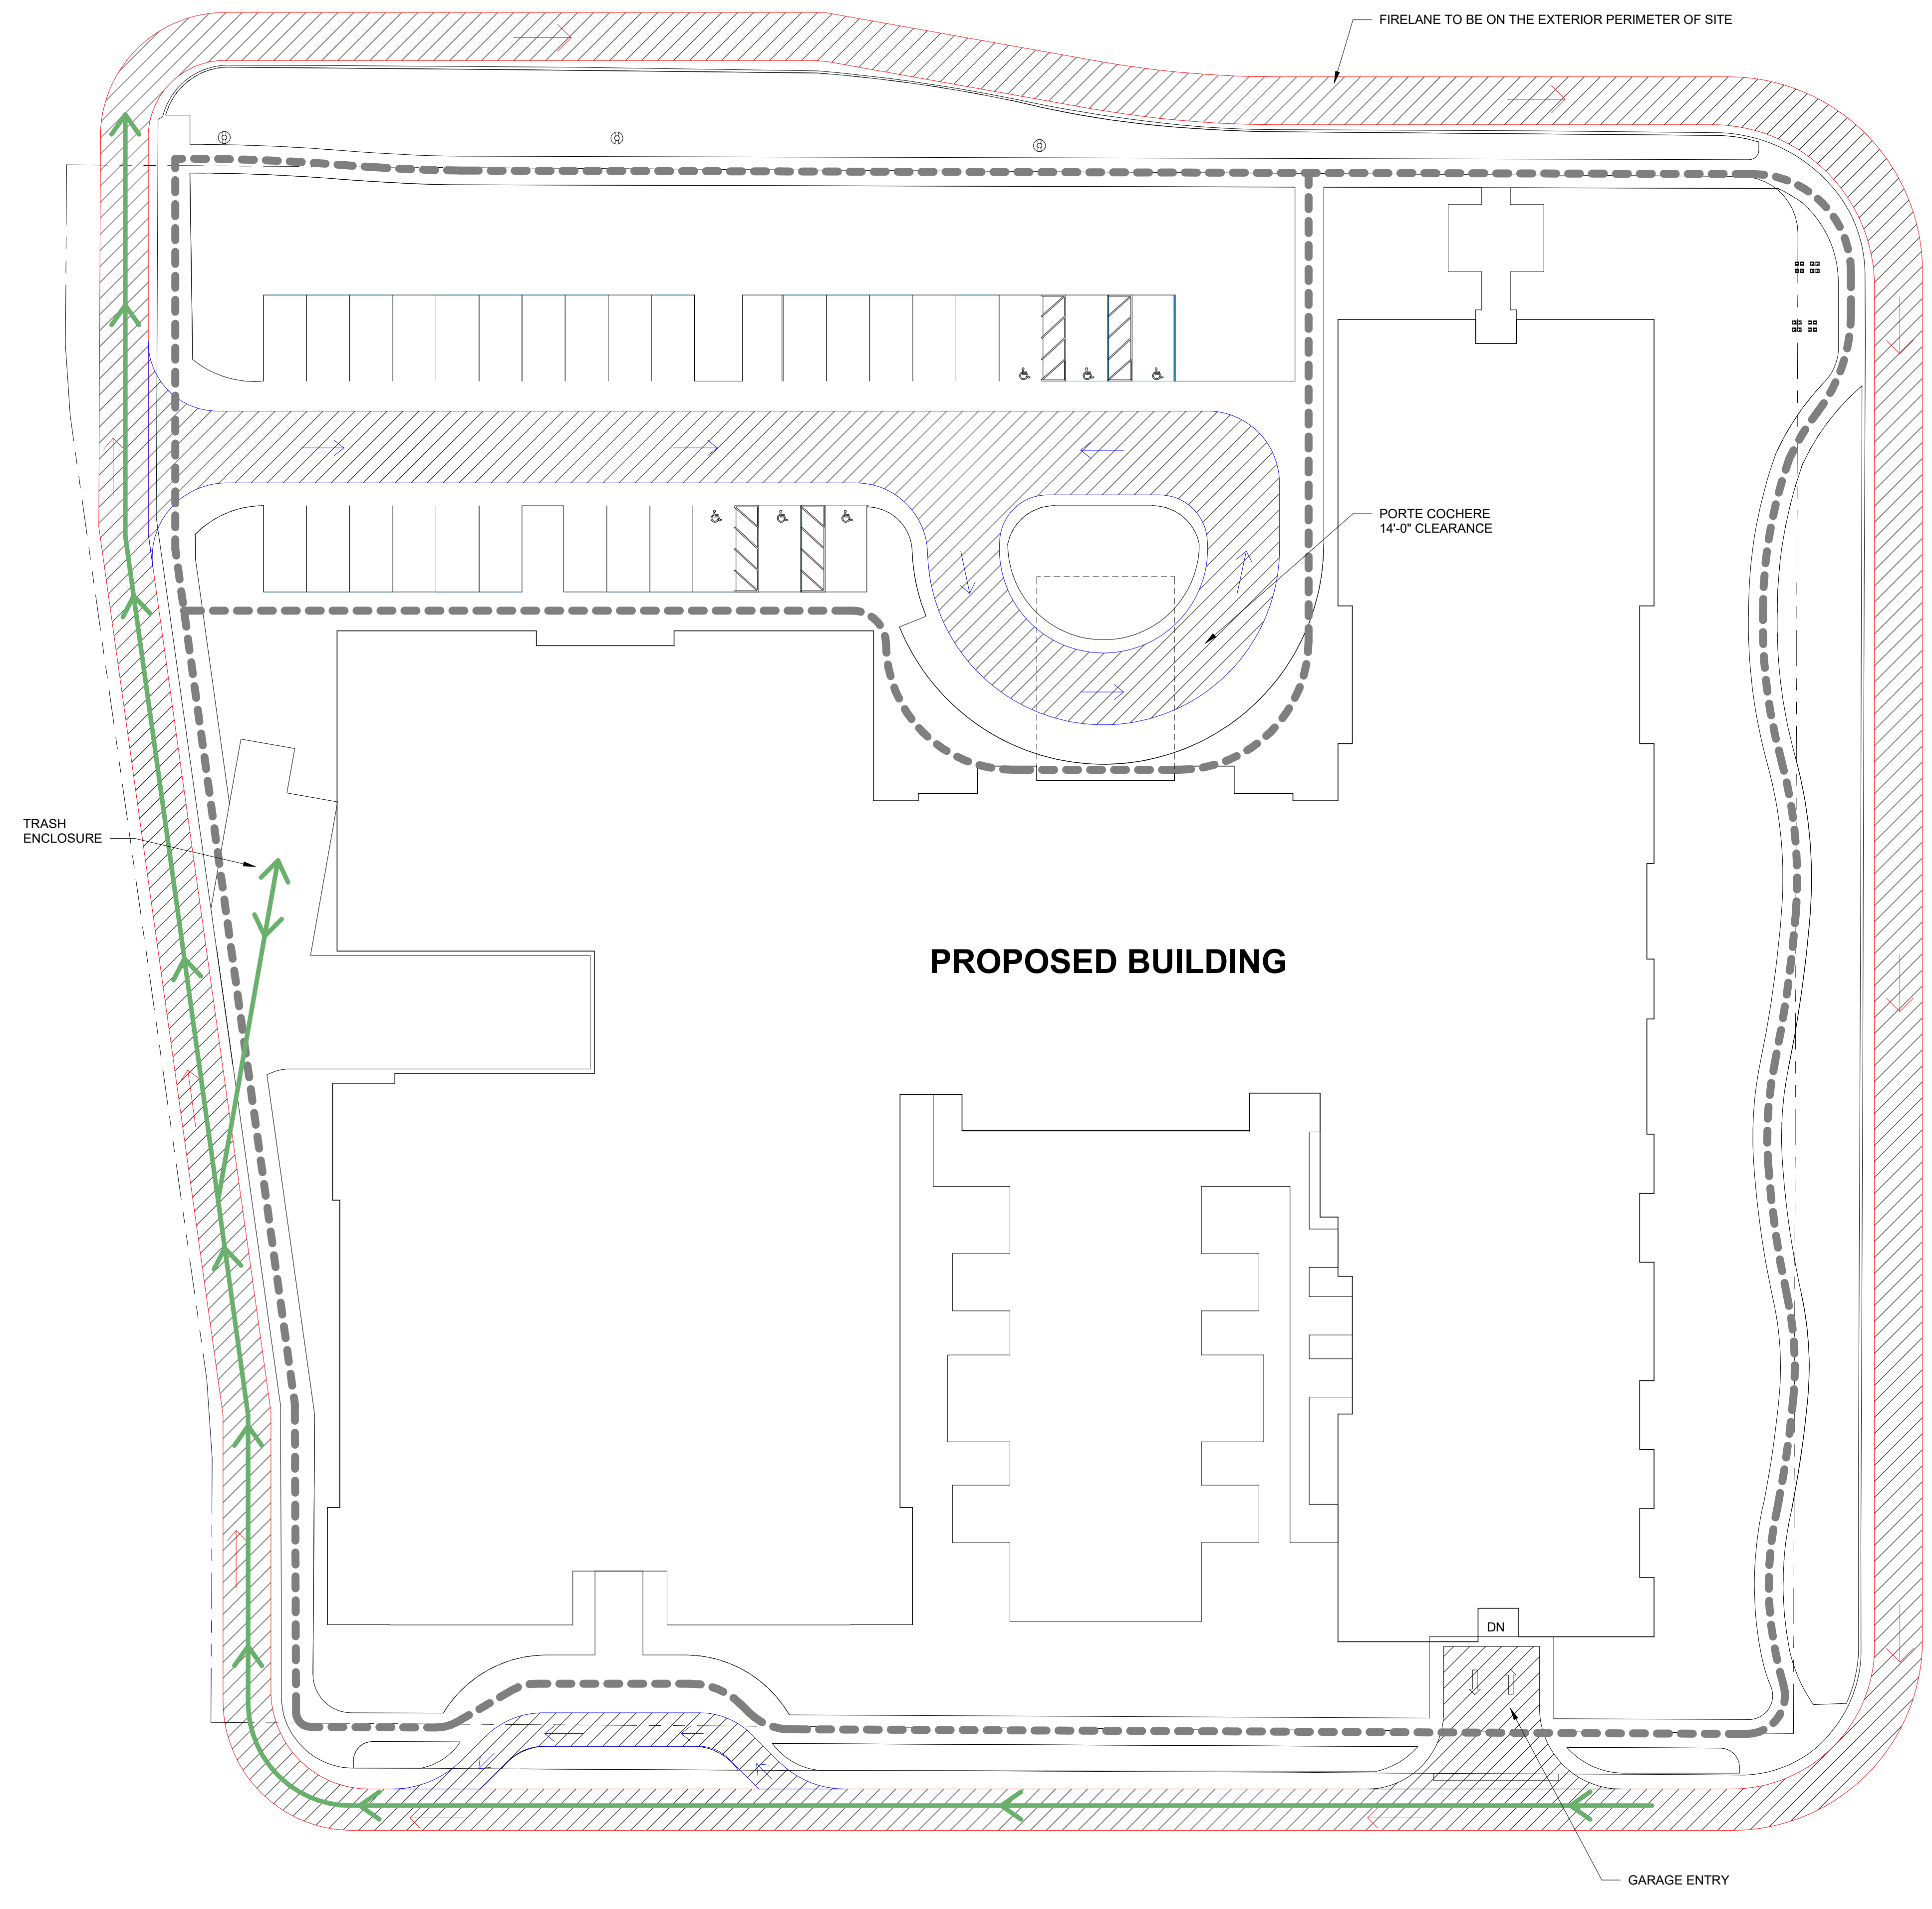 FIRELANE TO BE ON THE EXTERIOR PERIMETER OF SITE
PORTE COCHERE
14'-0" CLEARANCE
TRASH
ENCLOSURE
PROPOSED BUILDING
DN
GARAGE ENTRY